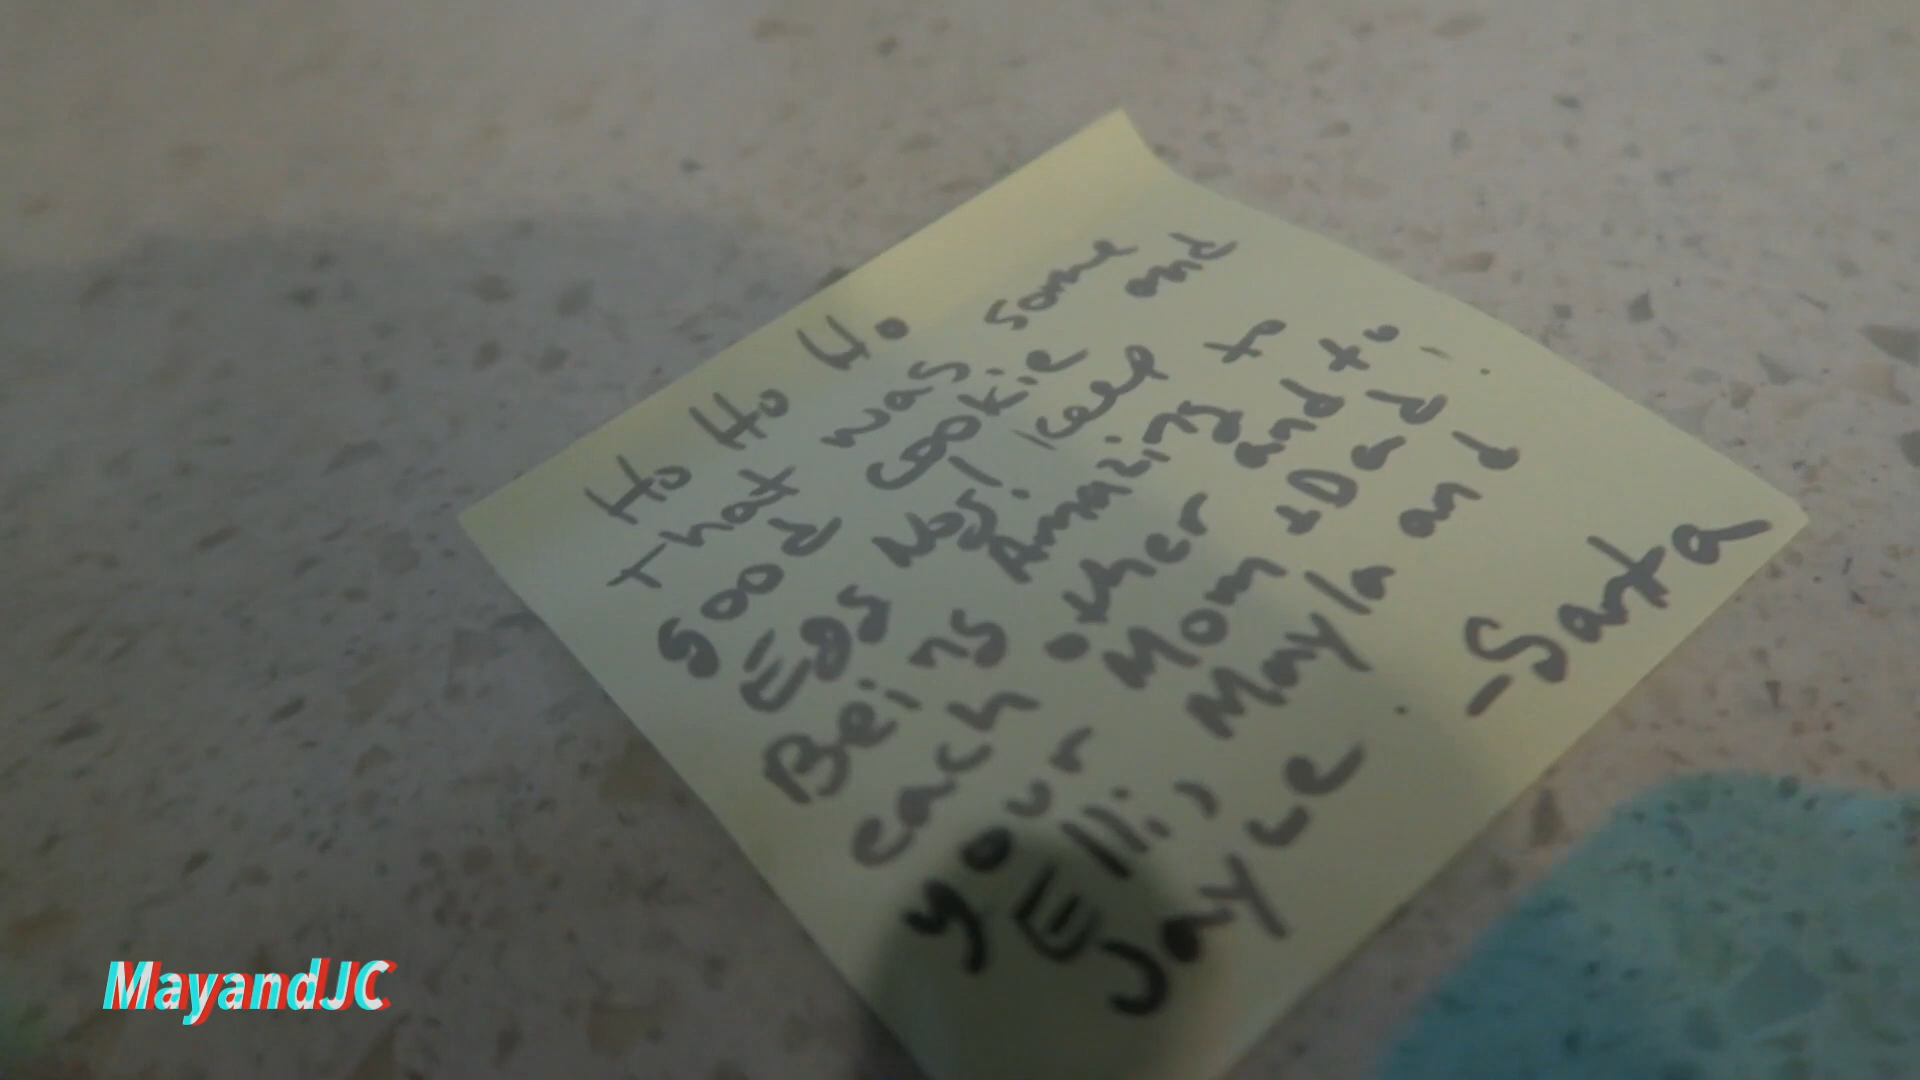 Ho Ho Ho
that was some
good cookie and
Egg Nog. Keep
Being Amazing to
each other and to
your Mom + Dad
Elli, Mayla and
Jayce.
-Santa
MayandJC